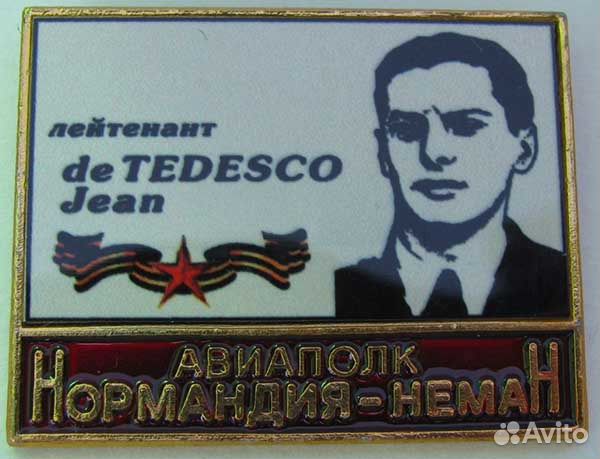 лейтенант
de TEDESCO
Jean
АВИАПОЛК
НОРМАНДИЯ-НЕМАН
Avito